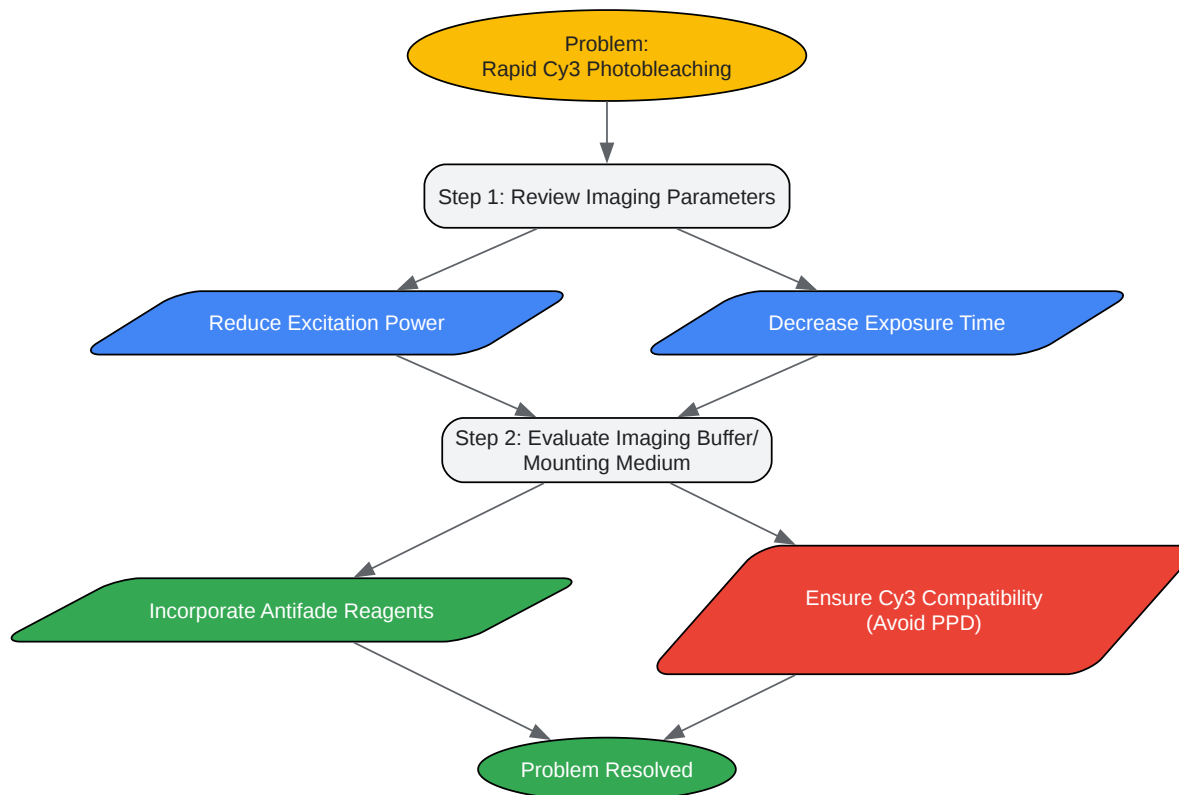 Problem:
Rapid Cy3 Photobleaching
Step 1: Review Imaging Parameters
Reduce Excitation Power
Decrease Exposure Time
Step 2: Evaluate Imaging Buffer/
Mounting Medium
Incorporate Antifade Reagents
Ensure Cy3 Compatibility
(Avoid PPD)
Problem Resolved